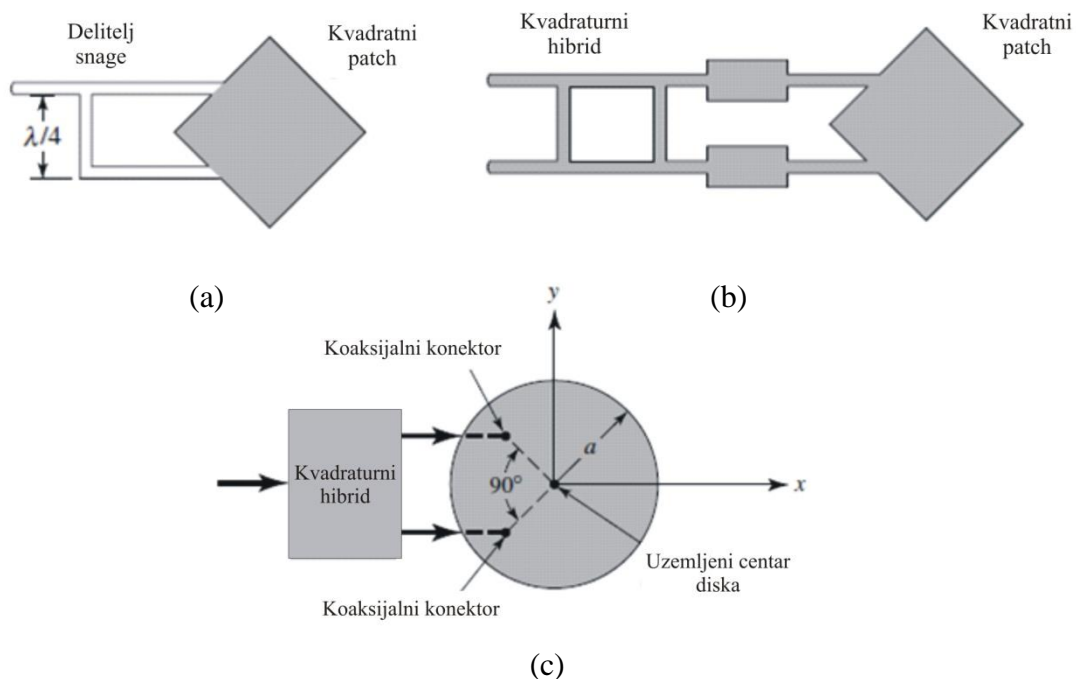 Delitelj
snage
Kvadratni
patch
λ/4
(a)
Kvadraturni
hibrid
Kvadratni
patch
(b)
y
Koaksijalni konektor
a
Kvadraturni
hibrid
90°
x
Uzemljeni centar
diska
Koaksijalni konektor
(c)